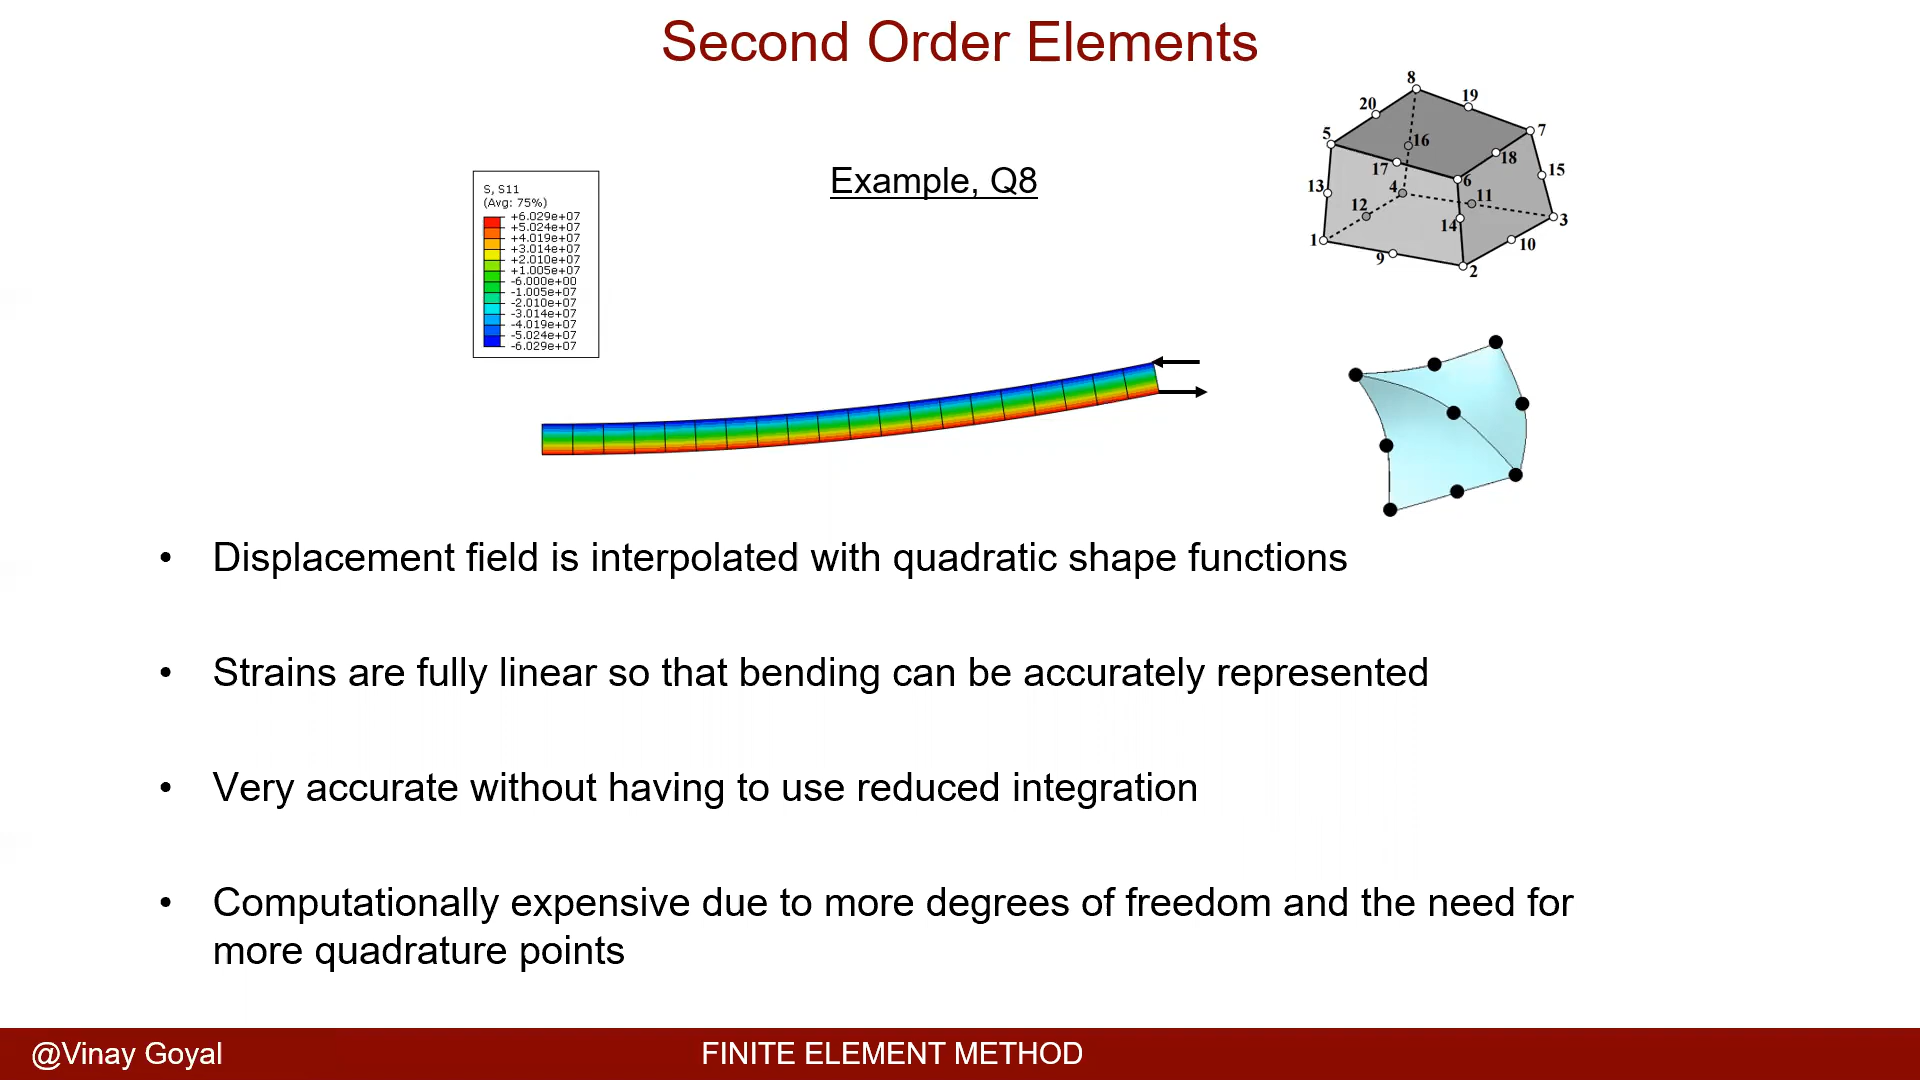 Second Order Elements
Example, Q8
S, S11
(Avg: 75%)
+6.029e+07
+5.024e+07
+4.019e+07
+3.014e+07
+2.010e+07
+1.005e+07
-6.000e+00
-1.005e+07
-2.010e+07
-3.014e+07
-4.019e+07
-5.024e+07
-6.029e+07
8
19
20
5
7
16
17
18
15
6
13
4
11
12
14
3
1
10
9
2
• Displacement field is interpolated with quadratic shape functions
• Strains are fully linear so that bending can be accurately represented
• Very accurate without having to use reduced integration
• Computationally expensive due to more degrees of freedom and the need for
more quadrature points
@Vinay Goyal
FINITE ELEMENT METHOD